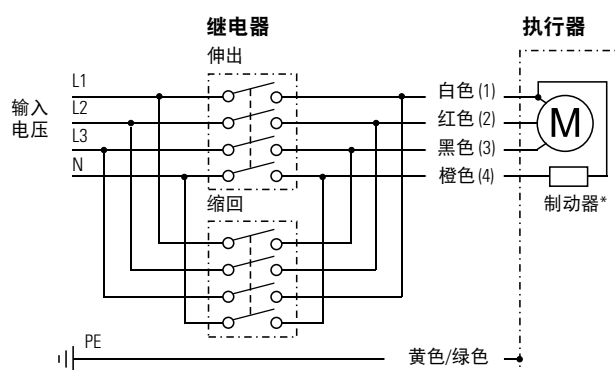 继电器
执行器
伸出
输入
电压
L1
L2
L3
N
白色 (1)
红色 (2)
黑色 (3)
橙色 (4)
M
制动器*
缩回
PE
黄色/绿色